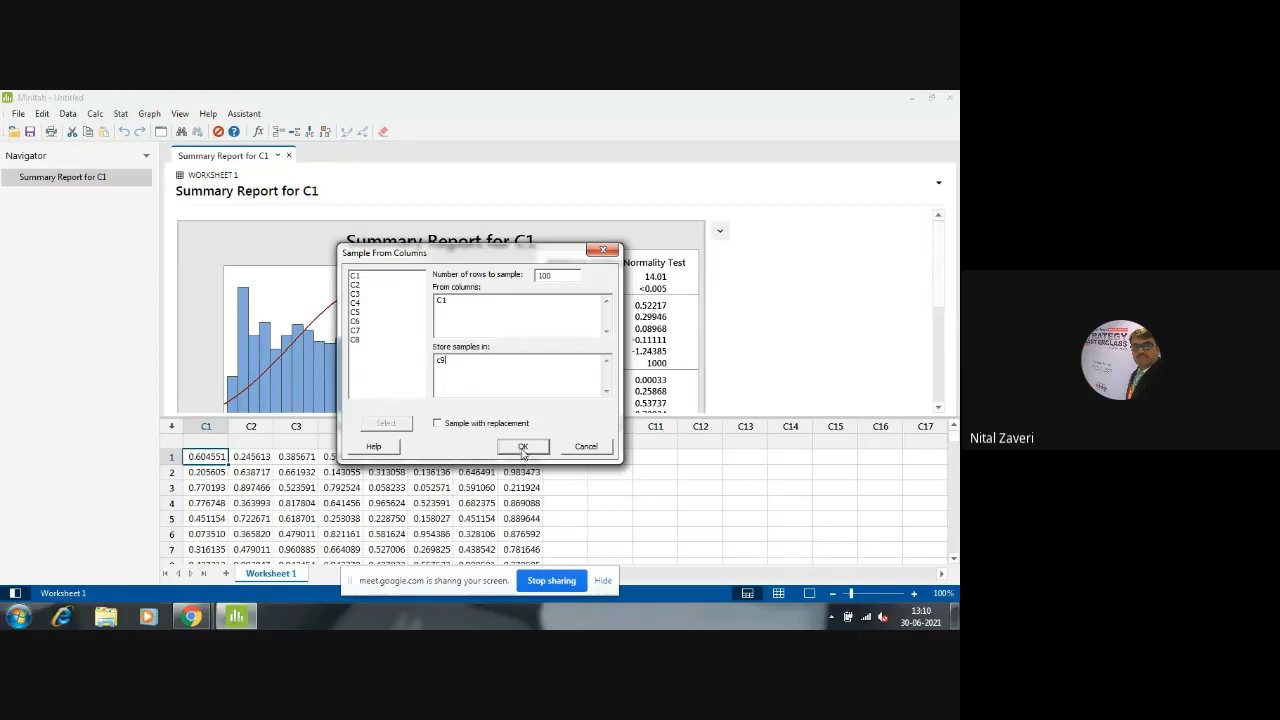 Minitab - Untitled
File Edit Data Calc Stat Graph View Help Assistant
Navigator
Summary Report for C1
Summary Report for C1
WORKSHEET 1
Summary Report for C1
Summary Report for C1
Normality Test
14.01
<0.005
0.52217
0.29946
0.08968
-0.11111
-1.24385
1000
0.00033
0.25868
0.53737
Sample From Columns
C1
C2
C3
C4
C5
C6
C7
C8
Number of rows to sample: 100
From columns:
C1
Store samples in:
c9
Select
Sample with replacement
Help OK Cancel
C1 C2 C3 C11 C12 C13 C14 C15 C16 C17
1 0.604551 0.245613 0.385671
2 0.205605 0.638717 0.661932 0.143055 0.313058 0.136136 0.646491 0.983473
3 0.770193 0.897466 0.523804 0.792524 0.058233 0.052571 0.591060 0.211924
4 0.776748 0.363993 0.817804 0.641456 0.965624 0.523591 0.682375 0.869088
5 0.451154 0.722671 0.618701 0.253038 0.228750 0.158027 0.451154 0.889644
6 0.073510 0.365820 0.479011 0.821161 0.581624 0.954386 0.328106 0.876592
7 0.316135 0.479011 0.960885 0.664089 0.527006 0.269825 0.438542 0.781646
Worksheet 1
meet.google.com is sharing your screen. Stop sharing Hide
Worksheet 1
100%
13:10
30-06-2021
STRATEGY
MASTERCLASS
Nital Zaveri